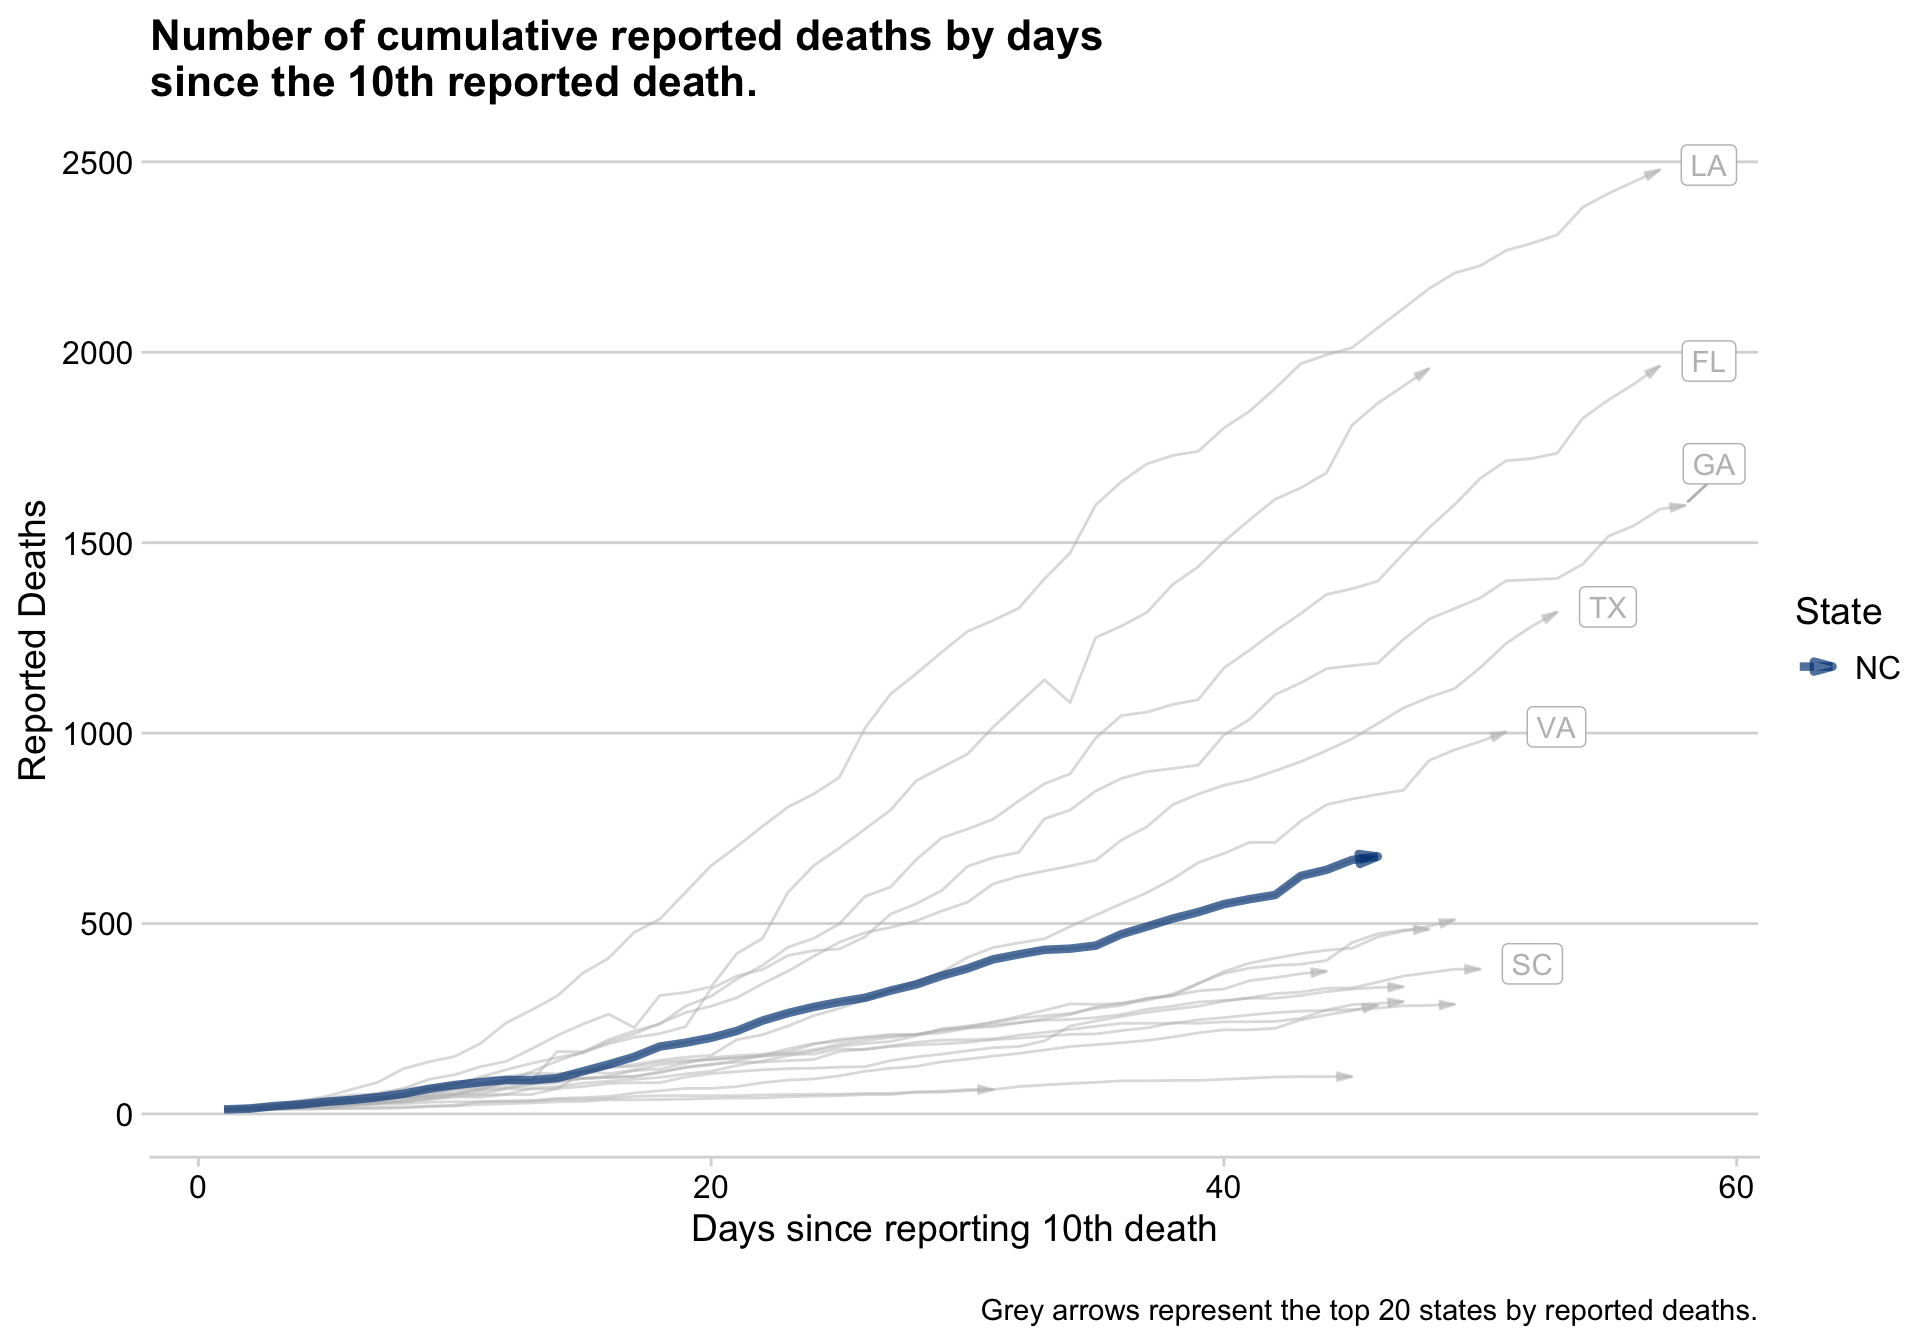 Number of cumulative reported deaths by days
since the 10th reported death.
2500
2000
1500
1000
500
0
Reported Deaths
LA
FL
GA
TX
VA
SC
State
NC
0
20
40
60
Days since reporting 10th death
Grey arrows represent the top 20 states by reported deaths.